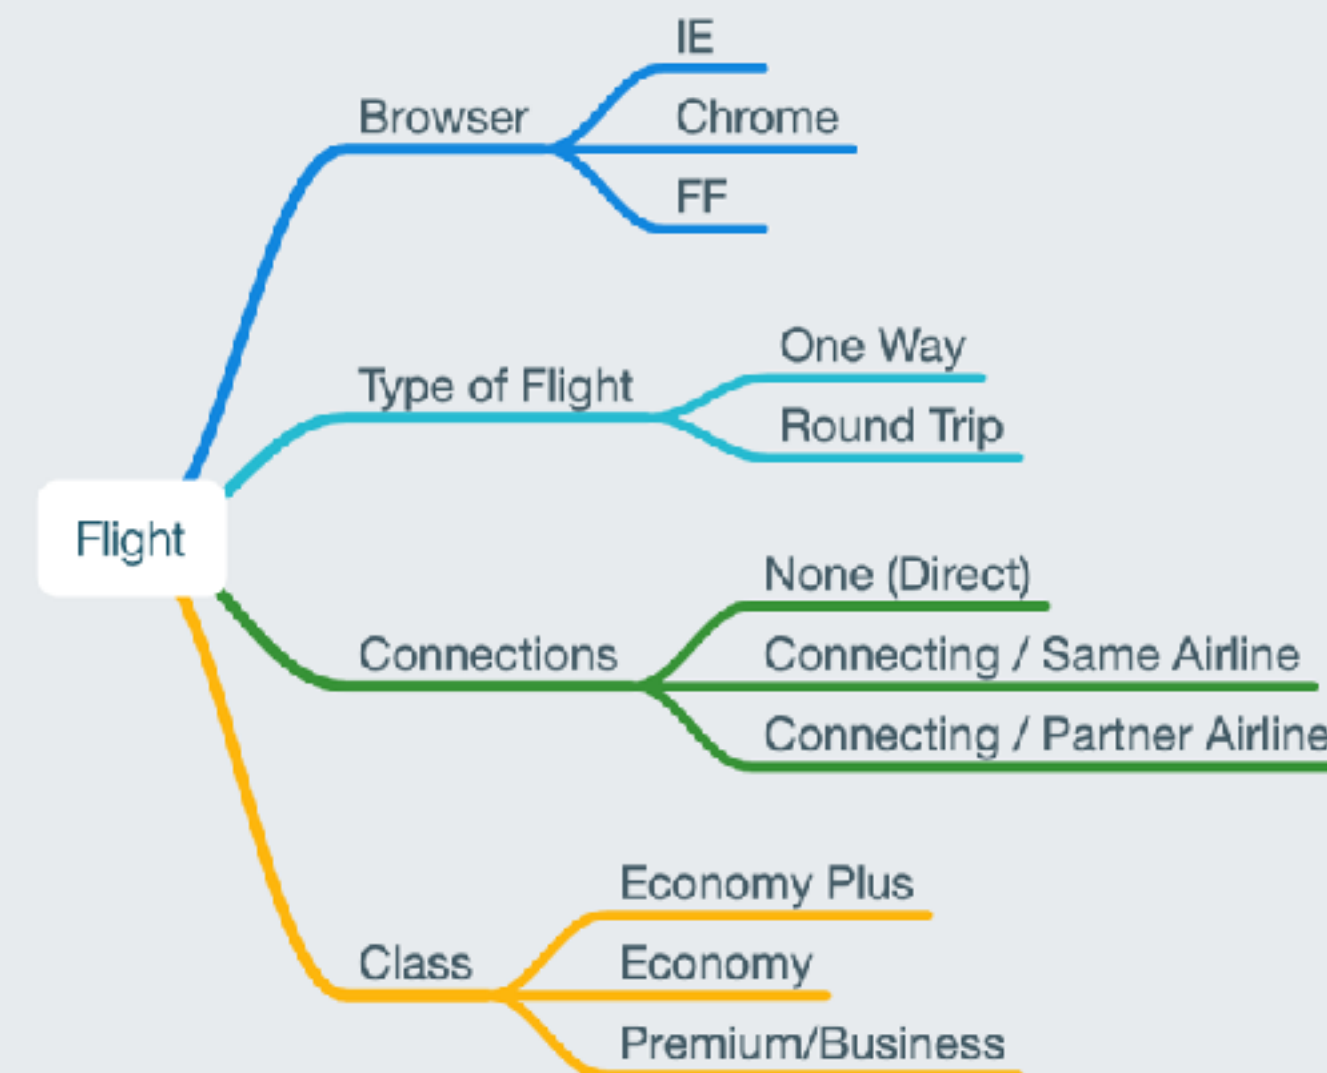 IE
Browser
Chrome
FF
One Way
Type of Flight
Round Trip
Flight
None (Direct)
Connections
Connecting / Same Airline
Connecting / Partner Airline
Economy Plus
Class
Economy
Premium/Business